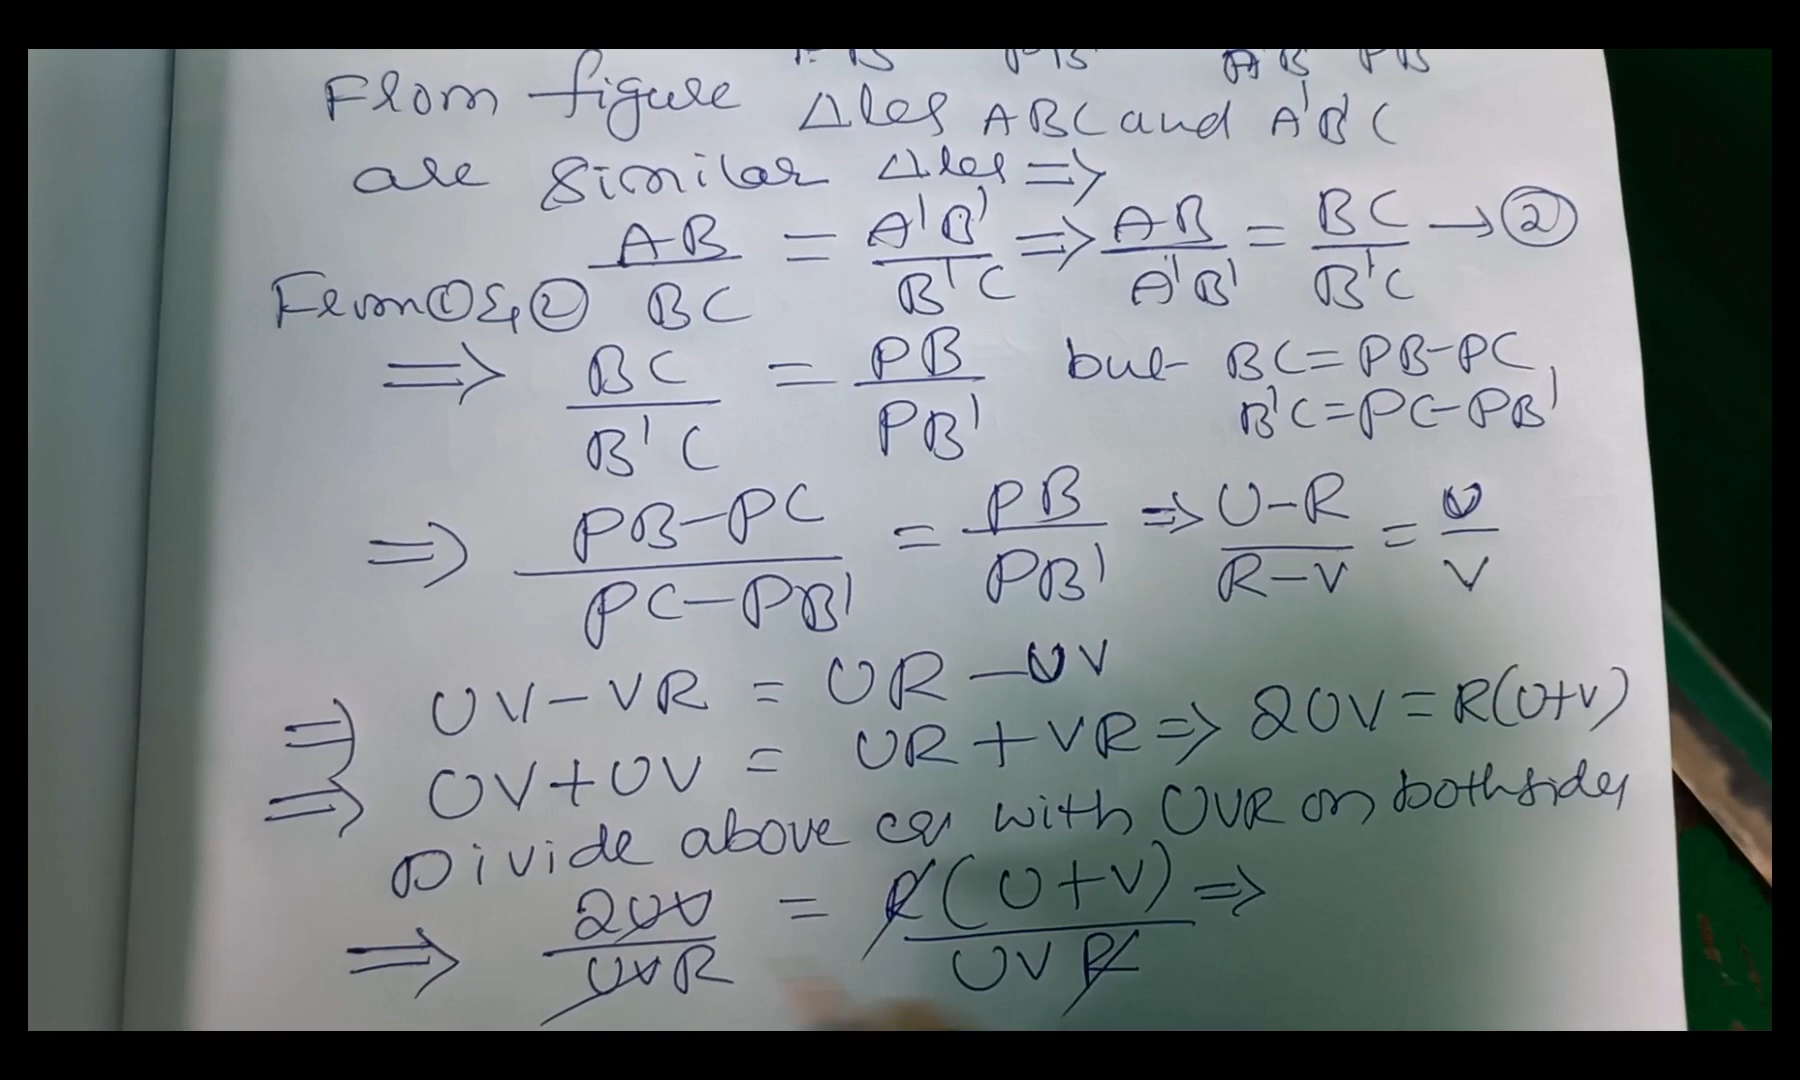 From figure Δles ABC and A'B'C
are similar Δles ⇒
AB/BC = A'B'/B'C ⇒ AB/A'B' = BC/B'C → ②
From ① & ②
⇒ BC/B'C = PB/PB' but BC = PB-PC,
B'C = PC-PB'
⇒ PB-PC/PC-PB' = PB/PB' ⇒ U-R/R-V = U/V
⇒ UV-VR = UR-UV
⇒ UV+UV = UR+VR ⇒ 2UV = R(U+V)
Divide above eq with UVR on bothsides
⇒ 2UV/UVR = R(U+V)/UVR ⇒